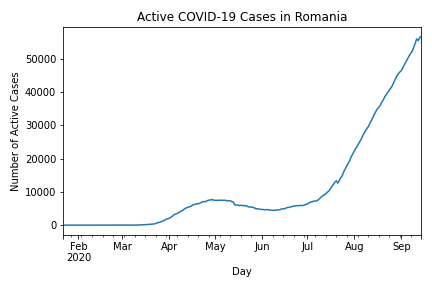 Active COVID-19 Cases in Romania
Number of Active Cases
50000
40000
30000
20000
10000
0
Feb Mar Apr May Jun Jul Aug Sep
2020
Day